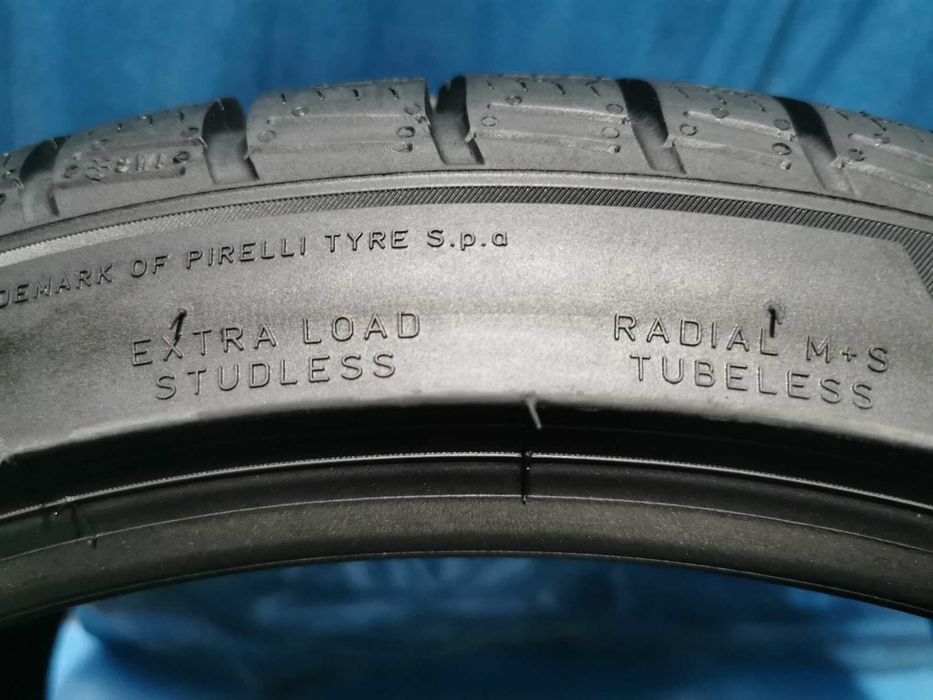 DEMARK OF PIRELLI TYRE S.p.a
EXTRA LOAD
STUDLESS
RADIAL M+S
TUBELESS